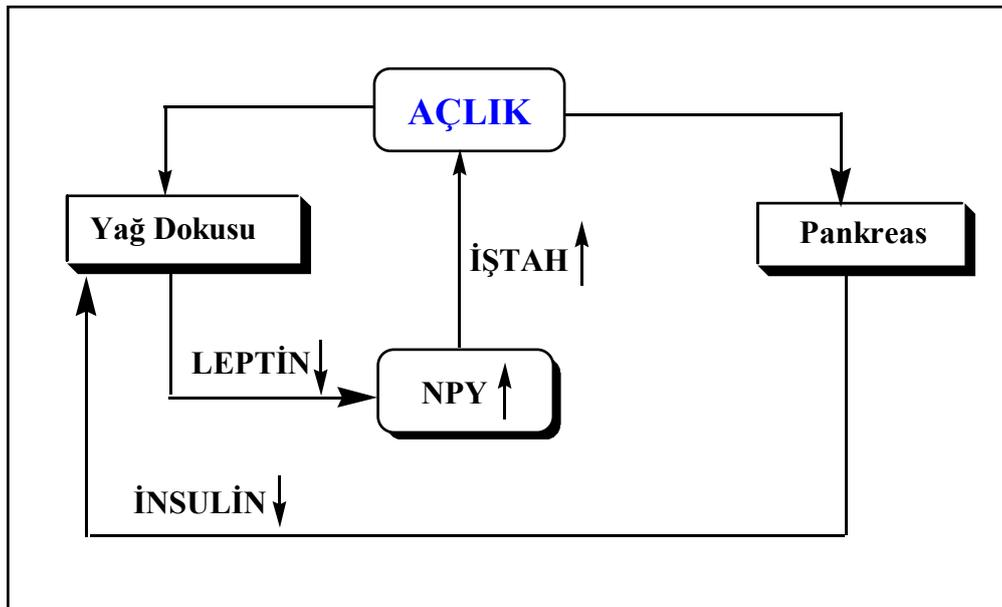 AÇLIK
Yağ Dokusu
Pankreas
İŞTAH
LEPTİN
NPY
İNSULİN